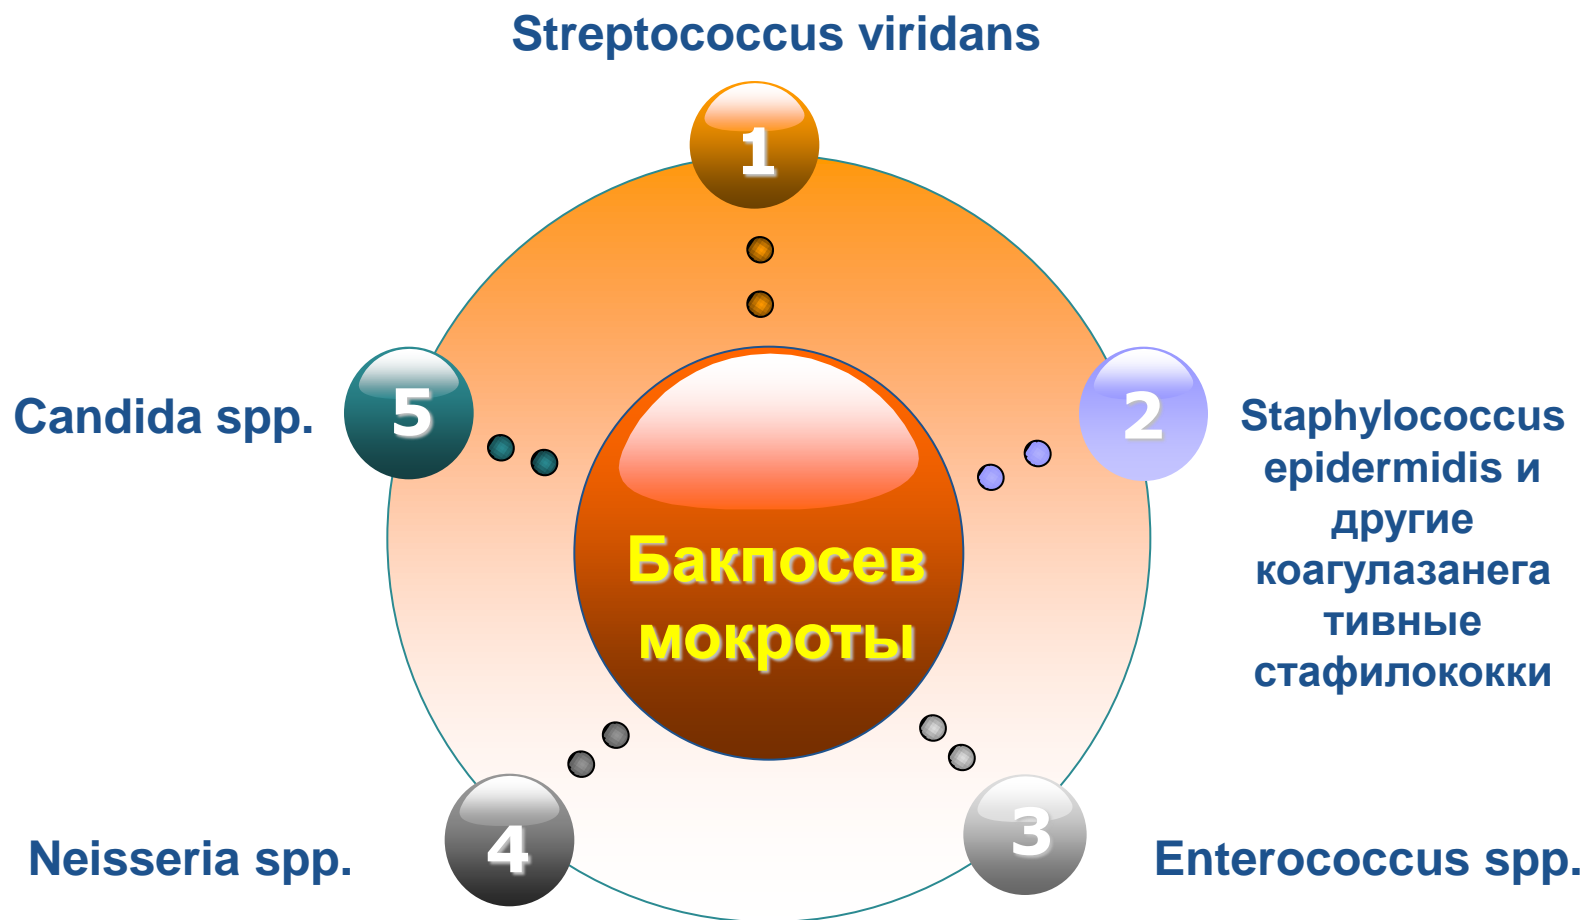 Streptococcus viridans
1
5
2
Candida spp.
Staphylococcus
epidermidis и
другие
коагулазанега
тивные
стафилококки
Бакпосев
мокроты
4
3
Neisseria spp.
Enterococcus spp.